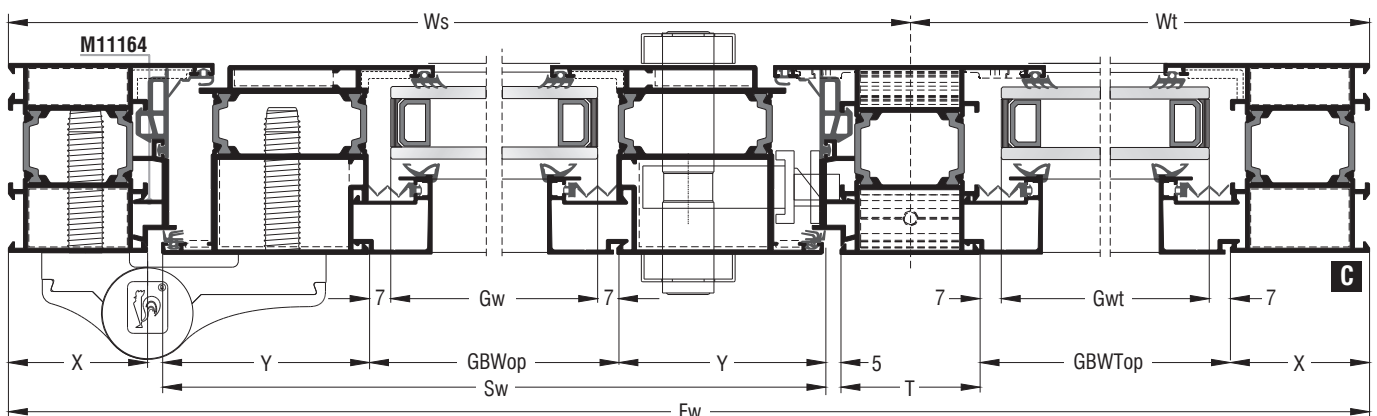 Ws Wt
M11164
C
7 Gw 7 7 Gwt 7
X Y GBWop Y 5 T GBWTop X
Sw
Fw